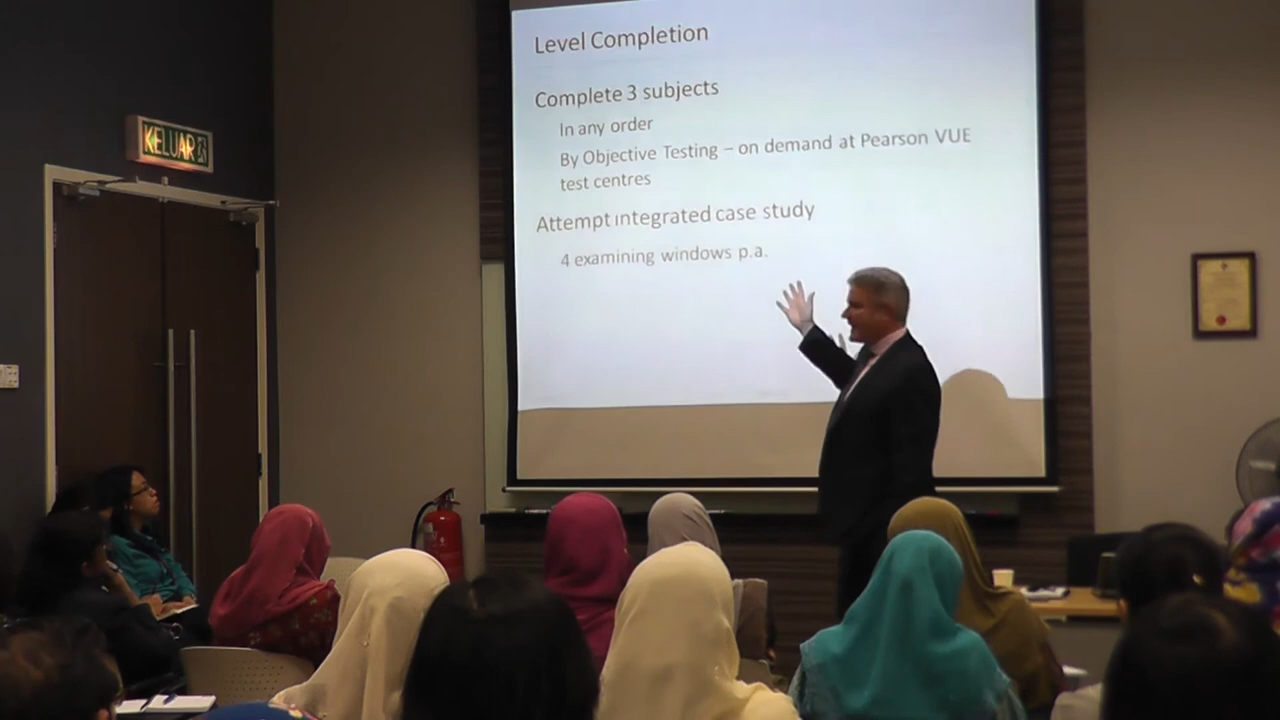 Level Completion
Complete 3 subjects
In any order
By Objective Testing – on demand at Pearson VUE
test centres
Attempt integrated case study
4 examining windows p.a.
KELUAR